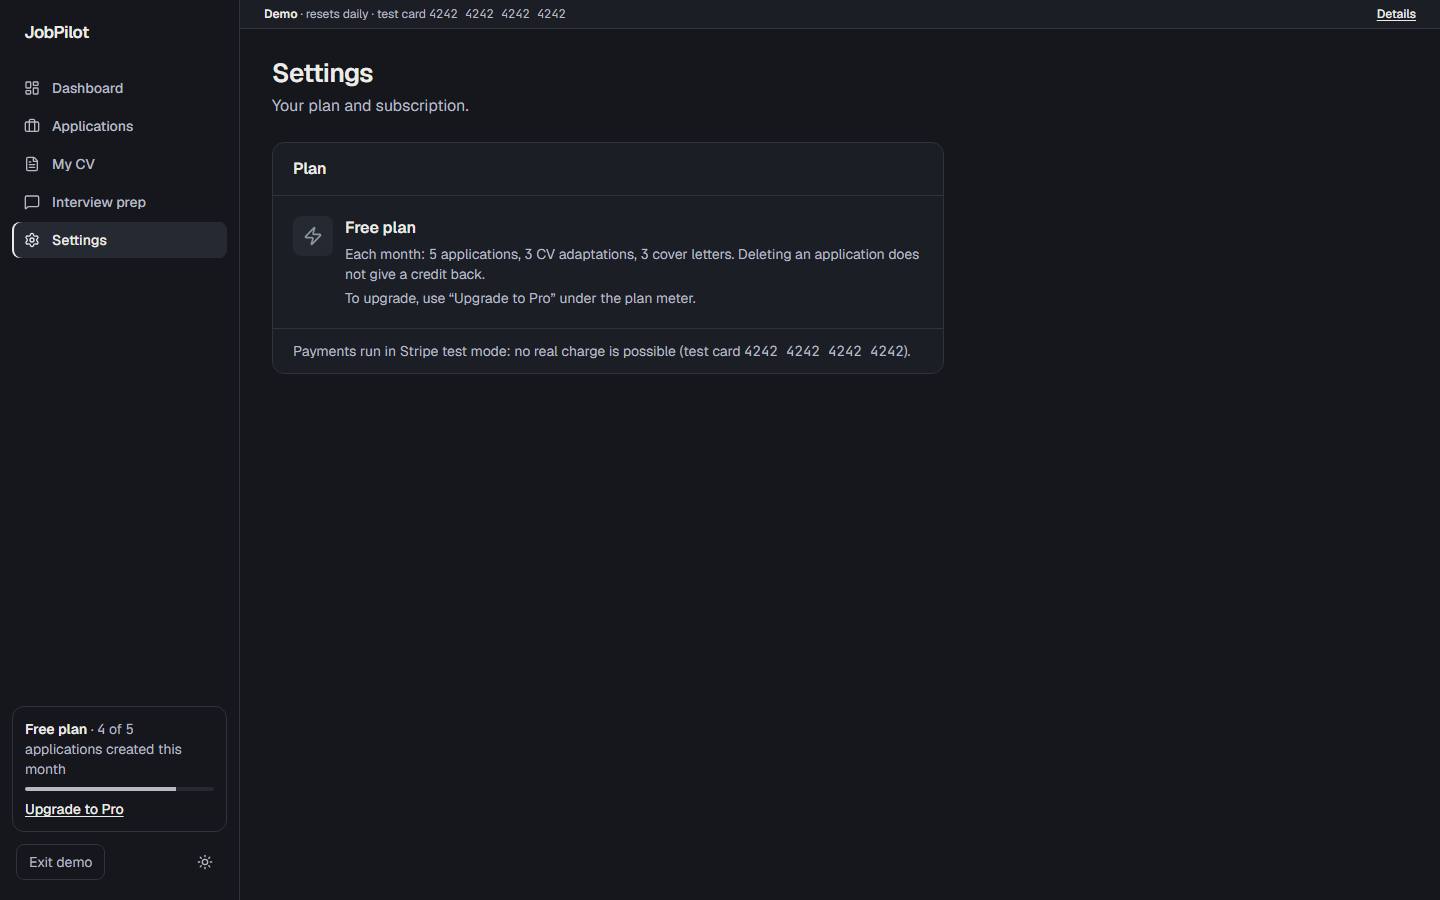 JobPilot
Dashboard
Applications
My CV
Interview prep
Settings
Free plan · 4 of 5
applications created this
month
Upgrade to Pro
Exit demo
Demo · resets daily · test card 4242 4242 4242 4242
Details
Settings
Your plan and subscription.
Plan
Free plan
Each month: 5 applications, 3 CV adaptations, 3 cover letters. Deleting an application does
not give a credit back.
To upgrade, use “Upgrade to Pro” under the plan meter.
Payments run in Stripe test mode: no real charge is possible (test card 4242 4242 4242 4242).